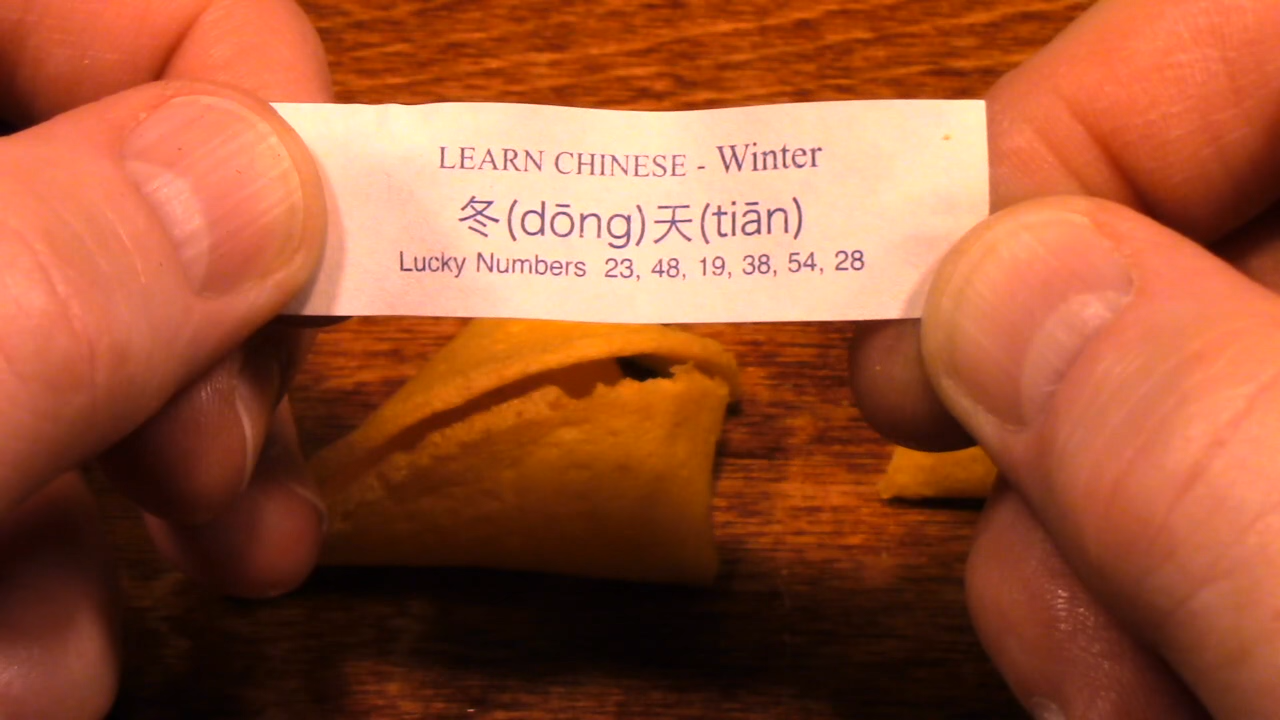 LEARN CHINESE - Winter
冬(dōng)天(tiān)
Lucky Numbers 23, 48, 19, 38, 54, 28